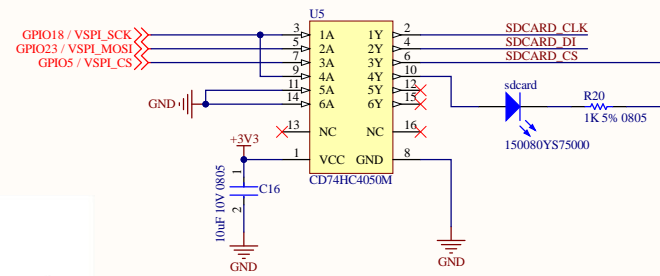 U5
GPIO18 / VSPI_SCK 3 1A 1Y 2 SDCARD_CLK
GPIO23 / VSPI_MOSI 5 2A 2Y 4 SDCARD_DI
GPIO5 / VSPI_CS 7 3A 3Y 6 SDCARD_CS
9 4A 4Y 10
11 5A 5Y 12
GND 14 6A 6Y 15
sdcard
R20
1K 5% 0805
150080YS75000
13 NC NC 16
+3V3
1 VCC GND 8
CD74HC4050M
1
C16
10uF 10V 0805
2
GND
GND